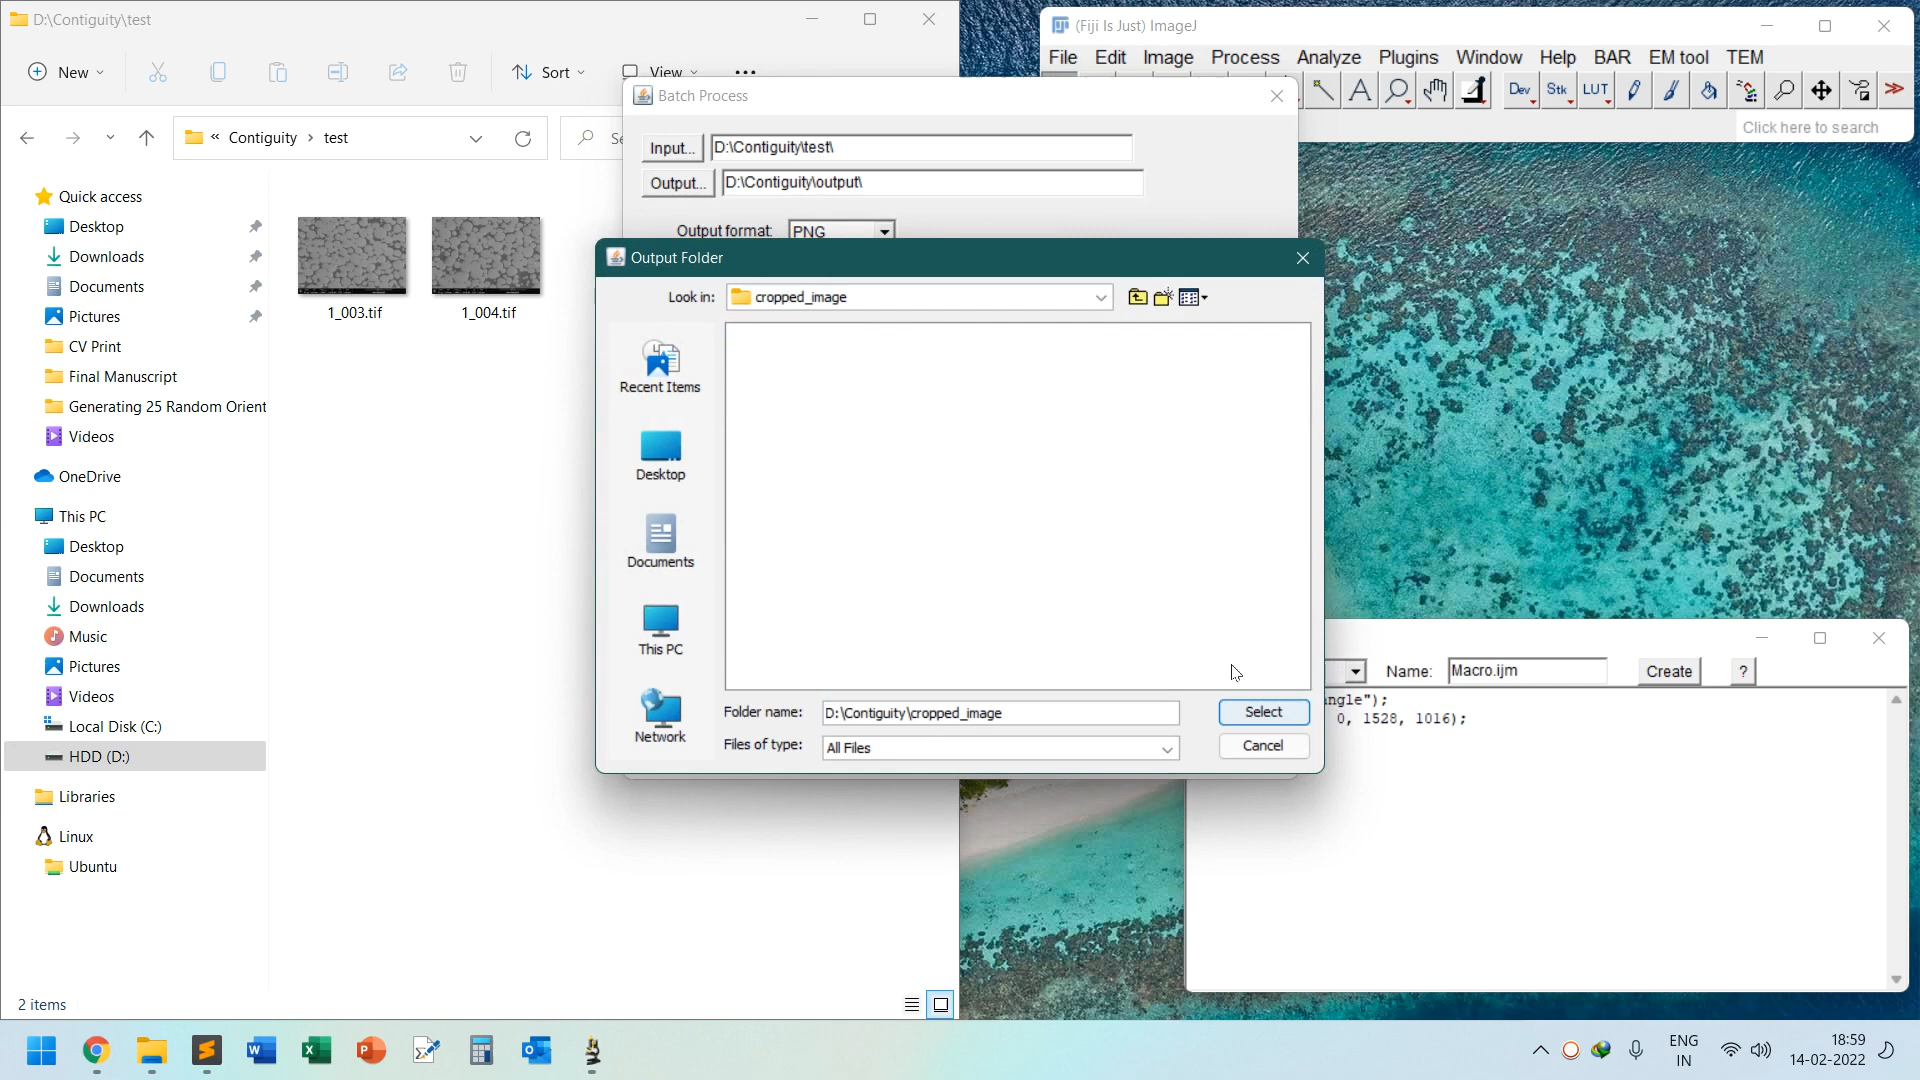 D:\Contiguity\test
New
Sort
View
« Contiguity > test
Se
Quick access
Desktop
Downloads
Documents
Pictures
CV Print
Final Manuscript
Generating 25 Random Orient
Videos
OneDrive
This PC
Desktop
Documents
Downloads
Music
Pictures
Videos
Local Disk (C:)
HDD (D:)
Libraries
Linux
Ubuntu
1_003.tif
1_004.tif
2 items
Batch Process
Input...
D:\Contiguity\test\
Output...
D:\Contiguity\output\
Output format: PNG
Output Folder
Look in: cropped_image
Recent Items
Desktop
Documents
This PC
Network
Folder name: D:\Contiguity\cropped_image
Select
Files of type: All Files
Cancel
(Fiji Is Just) ImageJ
File Edit Image Process Analyze Plugins Window Help BAR EM tool TEM
Dev Stk LUT
Click here to search
Name: Macro.ijm Create ?
ngle");
0, 1528, 1016);
ENG
IN
18:59
14-02-2022